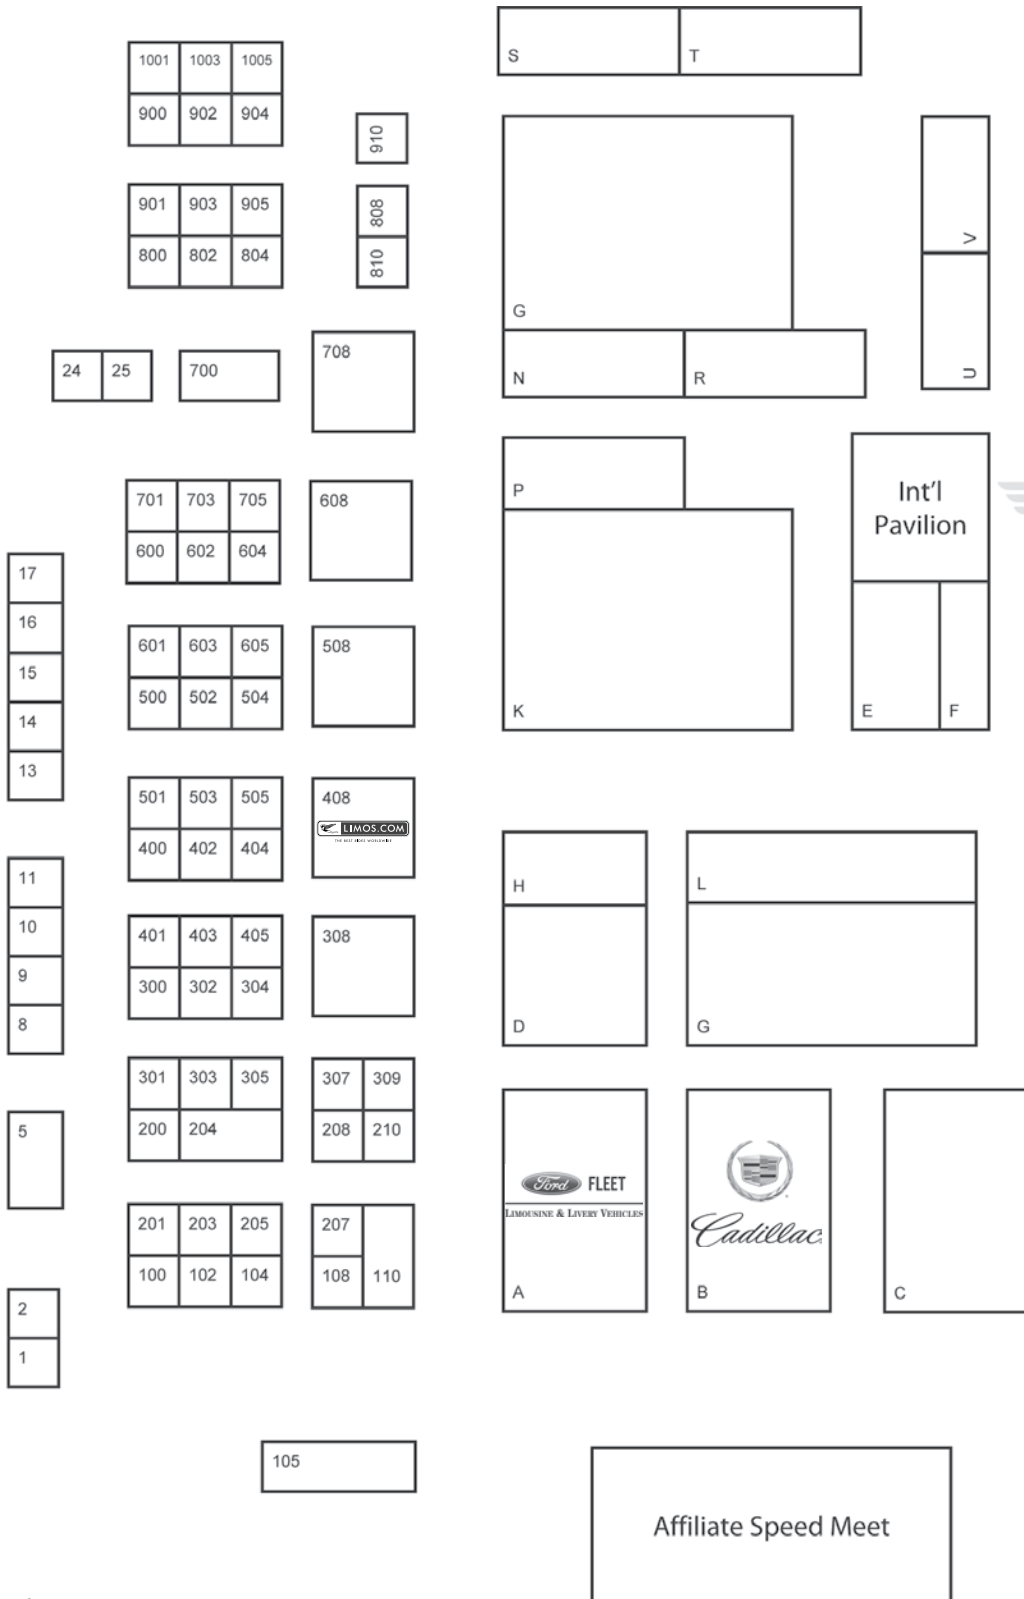 S T
1001 1003 1005
900 902 904
910
901 903 905
800 802 804
808
810
V
U
G
24 25 700 708
N R
P
Int'l
Pavilion
701 703 705 608
600 602 604
17
16
15
14
13
601 603 605 508
500 502 504
K
E F
501 503 505 408
LIMOS.COM
THE BEST RIDES WORLDWIDE
400 402 404
11
10
9
8
H L
401 403 405 308
300 302 304
D G
301 303 305 307 309
200 204 208 210
5
Ford FLEET
LIMOUSINE & LIVERY VEHICLES
Cadillac
201 203 205 207
100 102 104 108 110
A B C
2
1
105
Affiliate Speed Meet